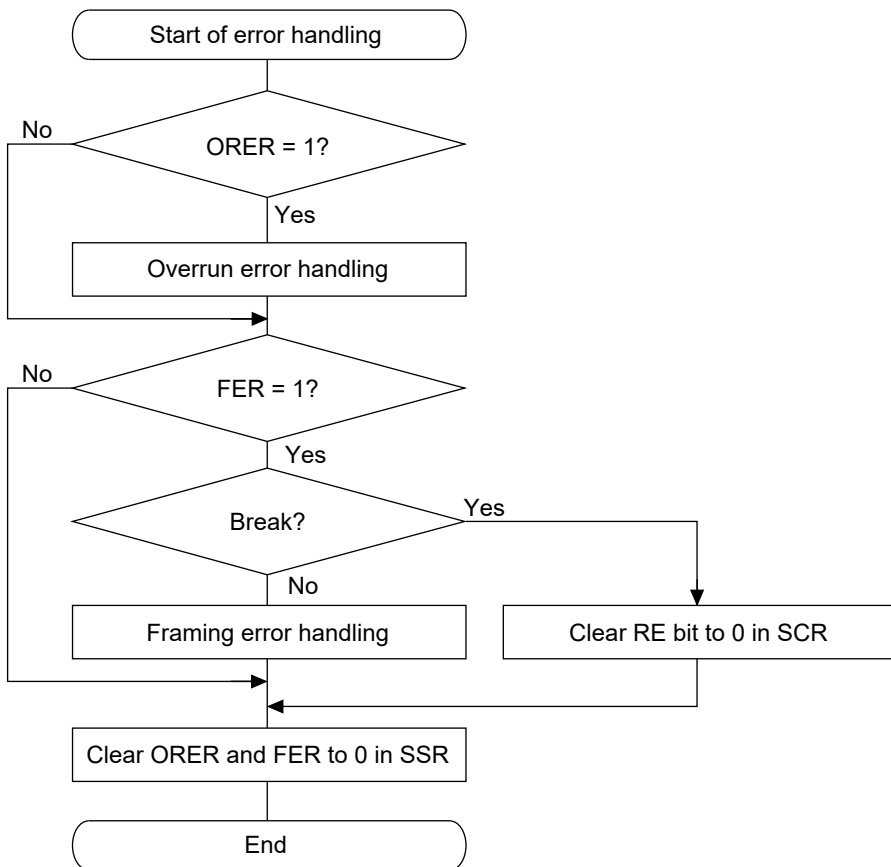 Start of error handling
No
ORER = 1?
Yes
Overrun error handling
No
FER = 1?
Yes
Break?
Yes
No
Framing error handling
Clear RE bit to 0 in SCR
Clear ORER and FER to 0 in SSR
End